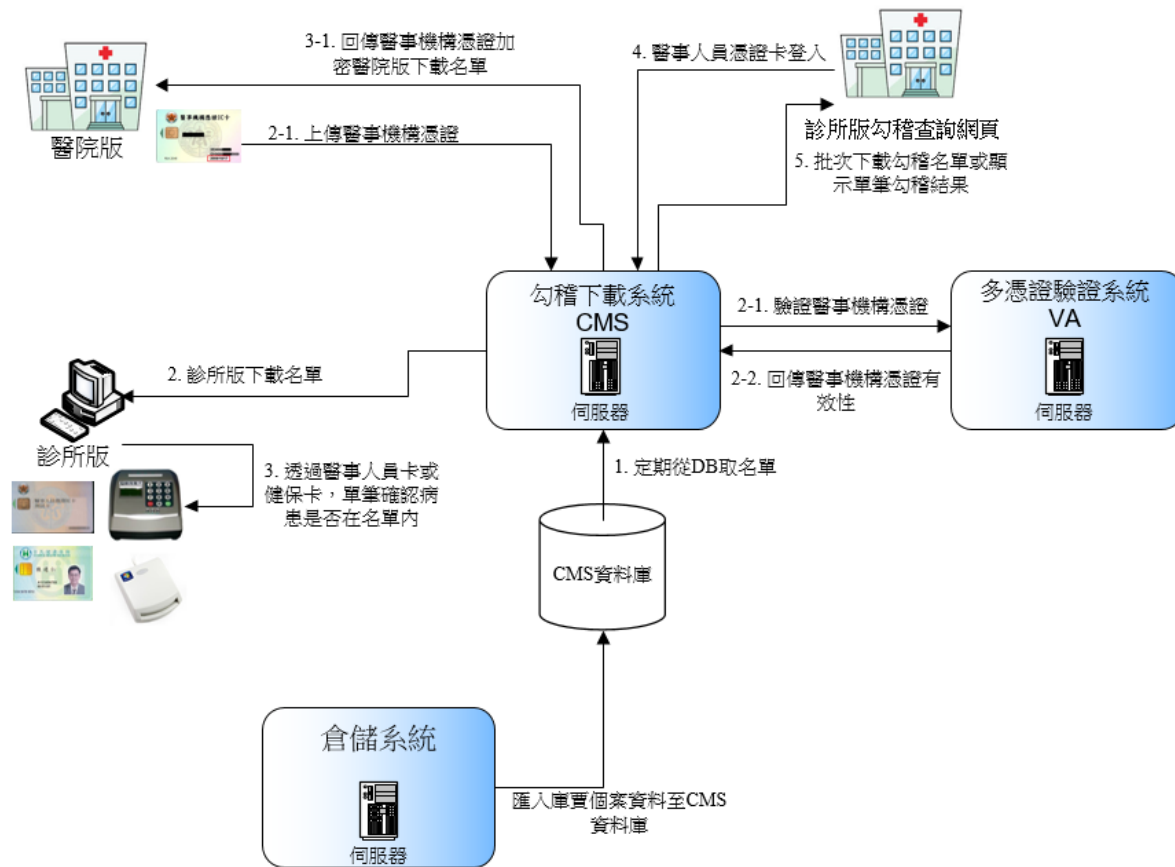 3-1. 回傳醫事機構憑證加
密醫院版下載名單
4. 醫事人員憑證卡登入
醫事機構憑證IC卡
2-1. 上傳醫事機構憑證
醫院版
診所版勾稽查詢網頁
5. 批次下載勾稽名單或顯
示單筆勾稽結果
勾稽下載系統
CMS
伺服器
2-1. 驗證醫事機構憑證
2-2. 回傳醫事機構憑證有
效性
多憑證驗證系統
VA
伺服器
2. 診所版下載名單
診所版
3. 透過醫事人員卡或
健保卡，單筆確認病
患是否在名單內
1. 定期從DB取名單
CMS資料庫
倉儲系統
伺服器
匯入庫賈個案資料至CMS
資料庫